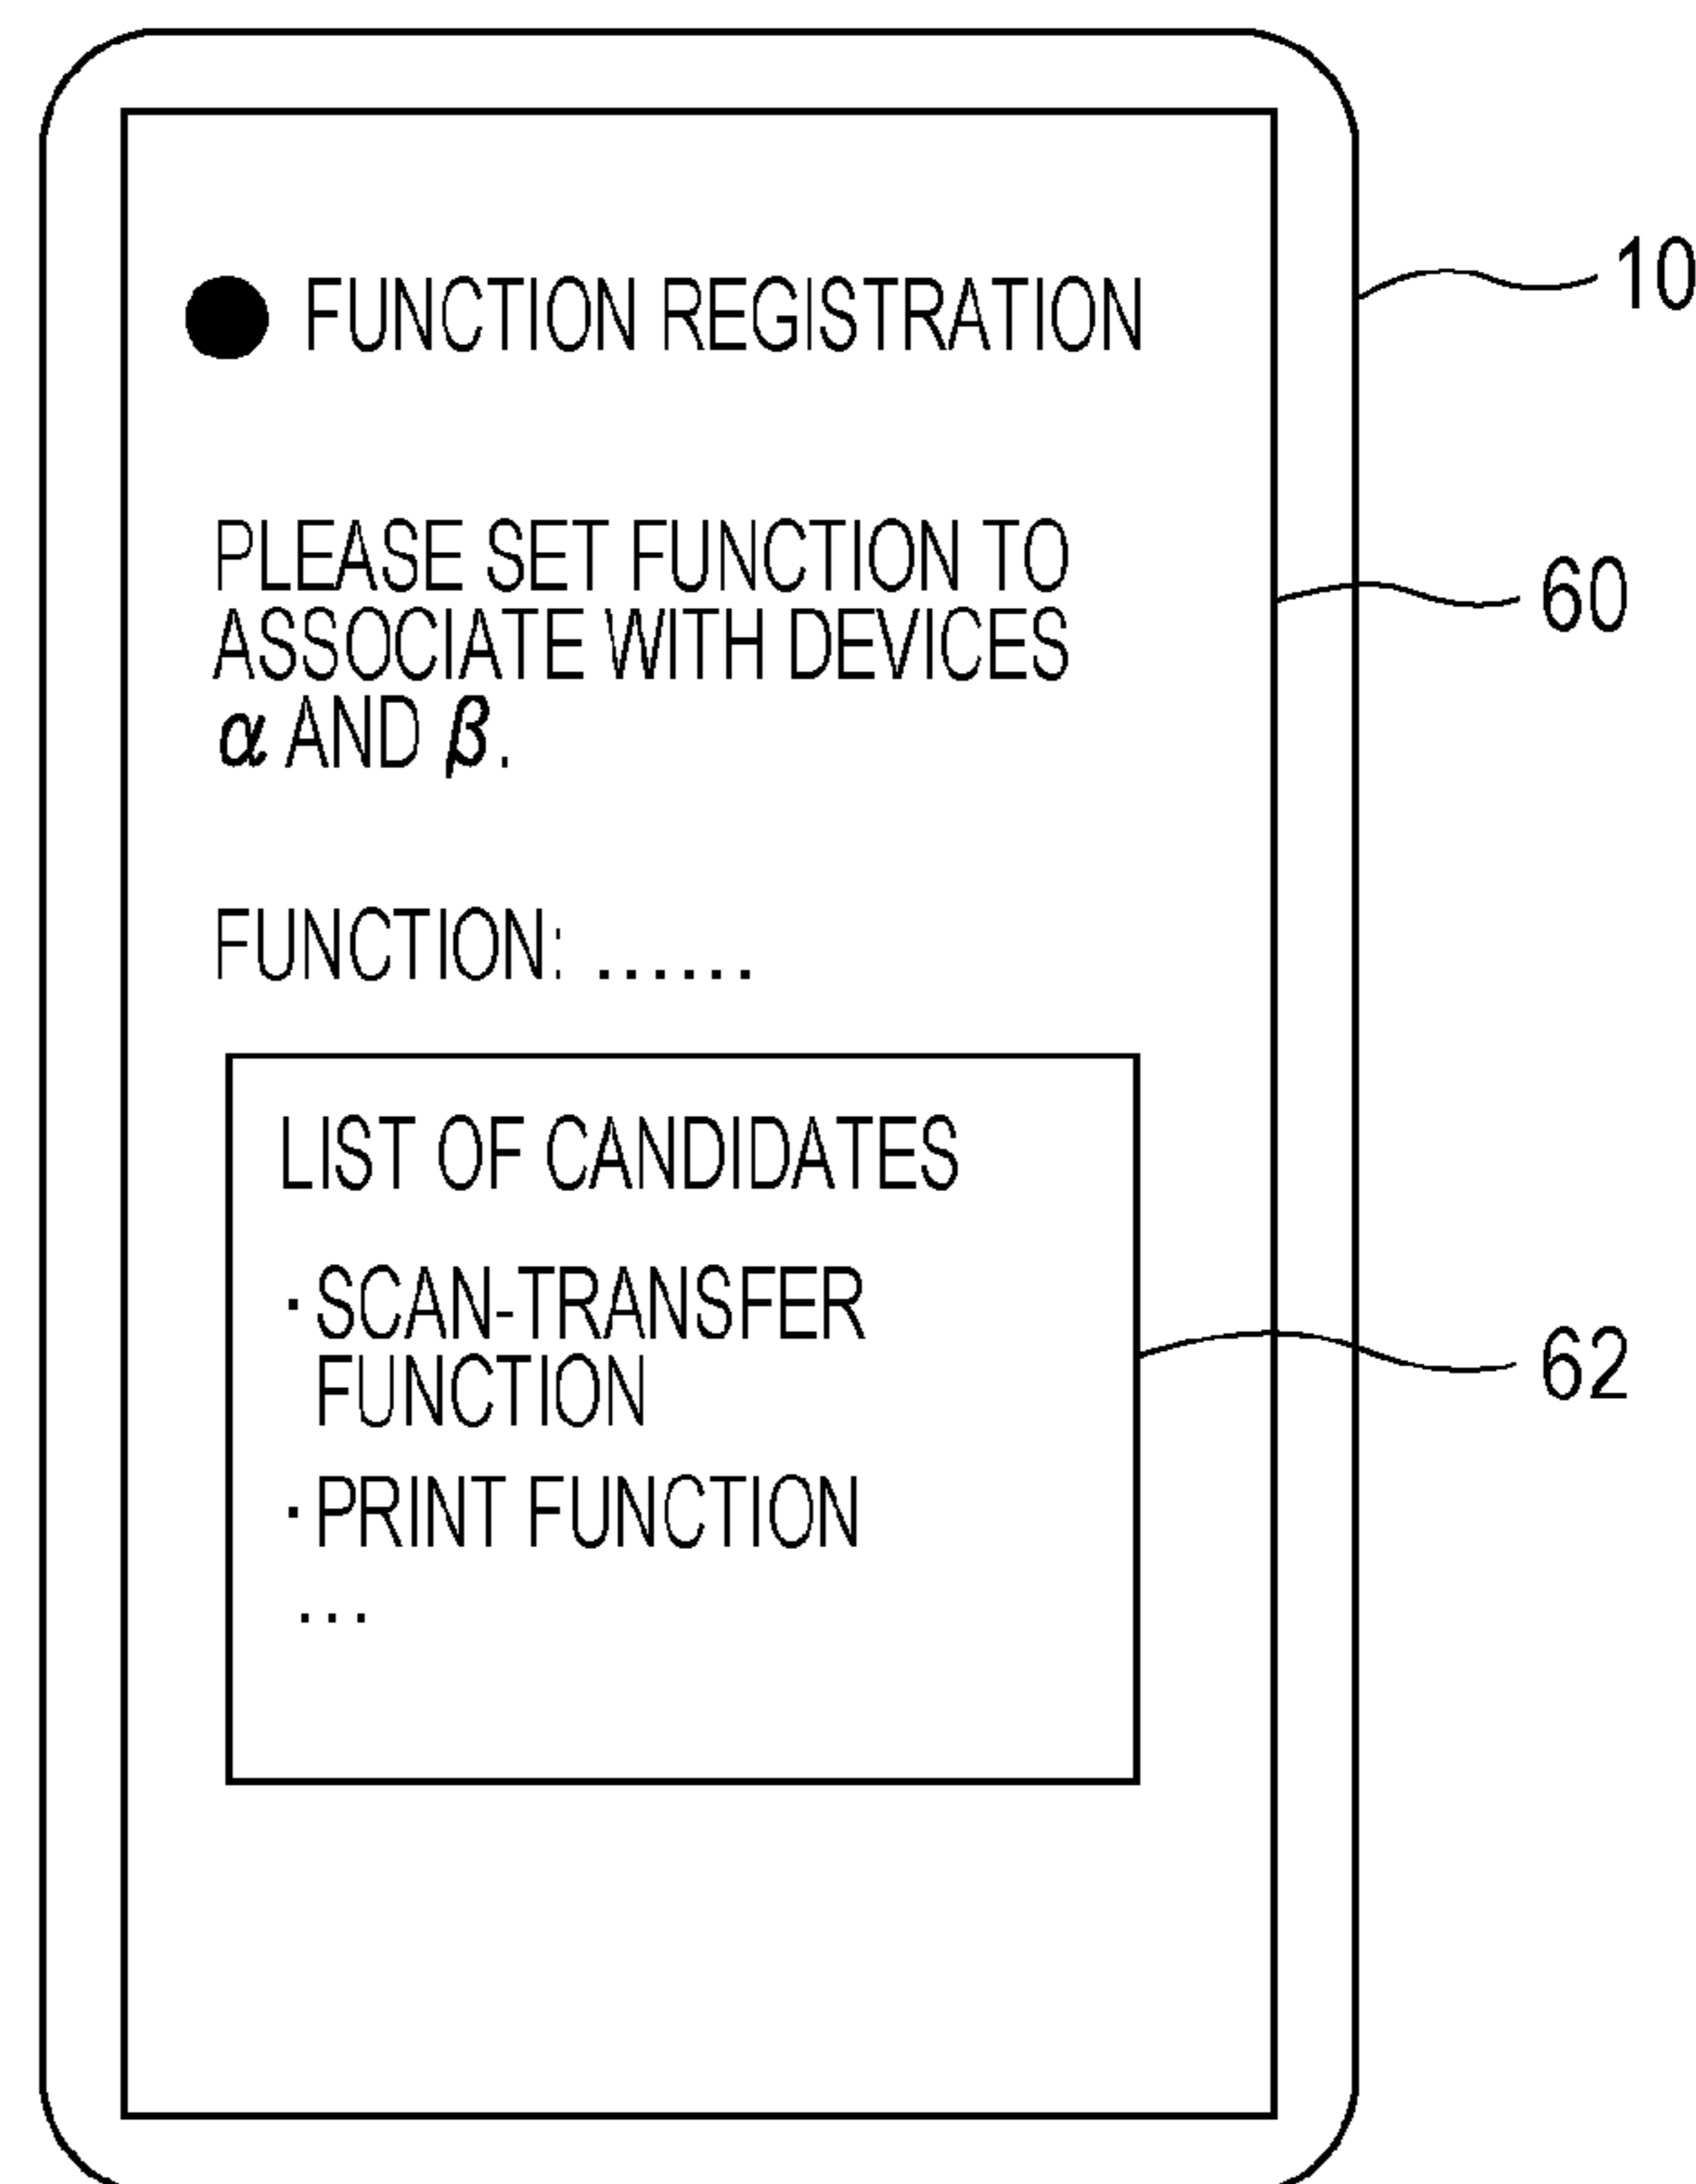 ● FUNCTION REGISTRATION
10
PLEASE SET FUNCTION TO
ASSOCIATE WITH DEVICES
α AND β.
60
FUNCTION: ......
LIST OF CANDIDATES
・SCAN-TRANSFER
FUNCTION
62
・PRINT FUNCTION
...